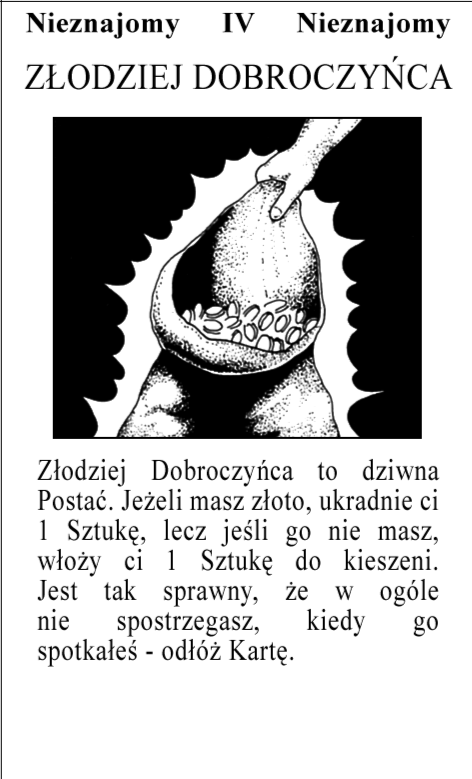 Nieznajomy IV Nieznajomy
ZŁODZIEJ DOBROCZYŃCA
Złodziej Dobroczyńca to dziwna
Postać. Jeżeli masz złoto, ukradnie ci
1 Sztukę, lecz jeśli go nie masz,
włoży ci 1 Sztukę do kieszeni.
Jest tak sprawny, że w ogóle
nie spostrzegasz, kiedy go
spotkałeś - odłóż Kartę.